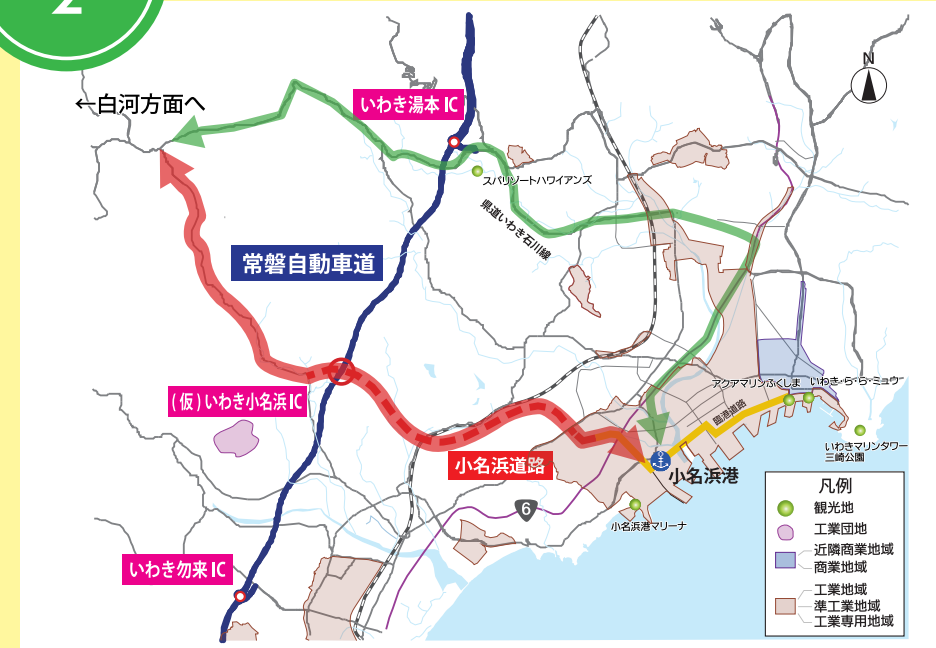 2
←白河方面へ
いわき湯本IC
N
スパリゾートハワイアンズ
県道いわき石川線
常磐自動車道
(仮)いわき小名浜IC
アクアマリンふくしま
いわき・ら・ら・ミュウ
臨港道路
いわきマリンタワー
三崎公園
小名浜道路
小名浜港
6
小名浜港マリーナ
いわき勿来IC
凡例
観光地
工業団地
近隣商業地域
商業地域
工業地域
準工業地域
工業専用地域